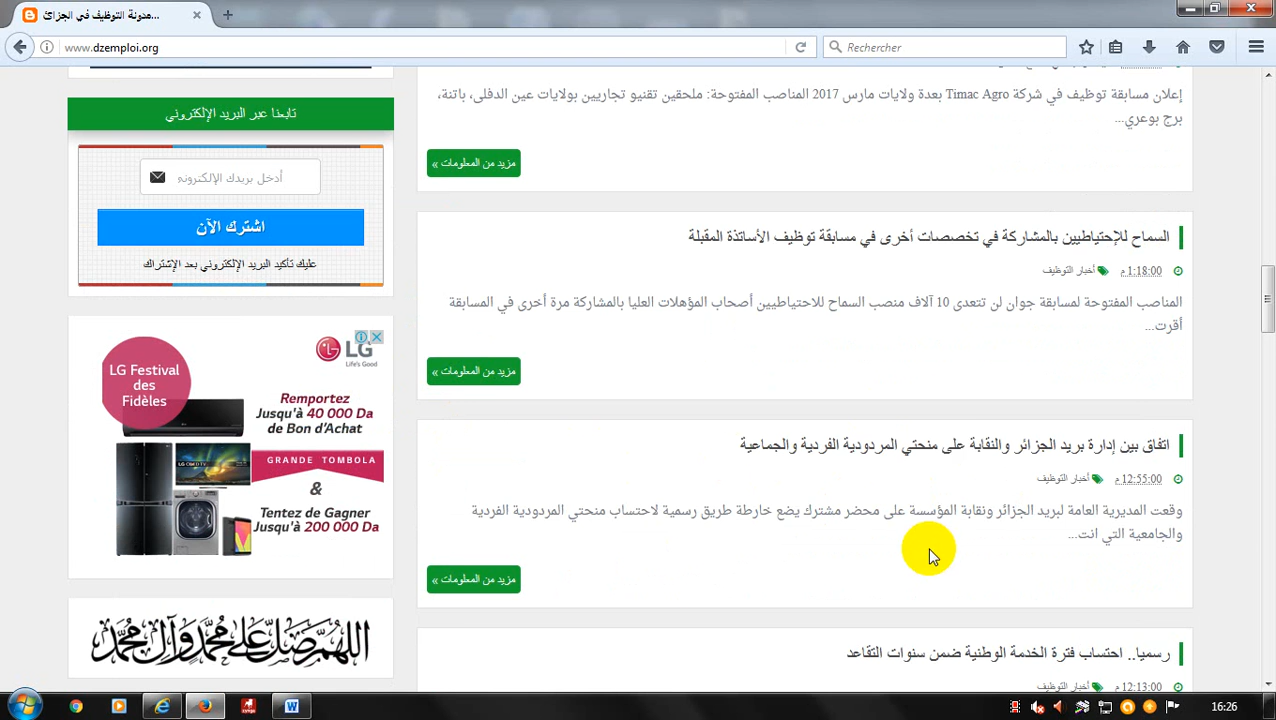 مدونة التوظيف في الجزائ...
www.dzemploi.org
Rechercher
تابعنا عبر البريد الإلكتروني
أدخل بريدك الإلكتروني
اشترك الآن
عليك تأكيد البريد الإلكتروني بعد الإشتراك
LG
Life's Good
LG Festival
des
Fidèles
Remportez
Jusqu'à 40 000 Da
de Bon d'Achat
GRANDE TOMBOLA
&
Tentez de Gagner
Jusqu'à 200 000 Da
اللهم صل على محمد وآل محمد
إعلان مسابقة توظيف في شركة Timac Agro بعدة ولايات مارس 2017 المناصب المفتوحة: ملحقين تقنيو تجاريين بولايات عين الدفلى، باتنة،
برج بوعري...
مزيد من المعلومات »
السماح للإحتياطيين بالمشاركة في تخصصات أخرى في مسابقة توظيف الأساتذة المقبلة
1:18:00 م أخبار التوظيف
المناصب المفتوحة لمسابقة جوان لن تتعدى 10 آلاف منصب السماح للاحتياطيين أصحاب المؤهلات العليا بالمشاركة مرة أخرى في المسابقة
أقرت...
مزيد من المعلومات »
اتفاق بين إدارة بريد الجزائر والنقابة على منحتي المردودية الفردية والجماعية
12:55:00 م أخبار التوظيف
وقعت المديرية العامة لبريد الجزائر ونقابة المؤسسة على محضر مشترك يضع خارطة طريق رسمية لاحتساب منحتي المردودية الفردية
والجامعية التي انت...
مزيد من المعلومات »
رسميا.. احتساب فترة الخدمة الوطنية ضمن سنوات التقاعد
12:13:00 م أخبار التوظيف
16:26